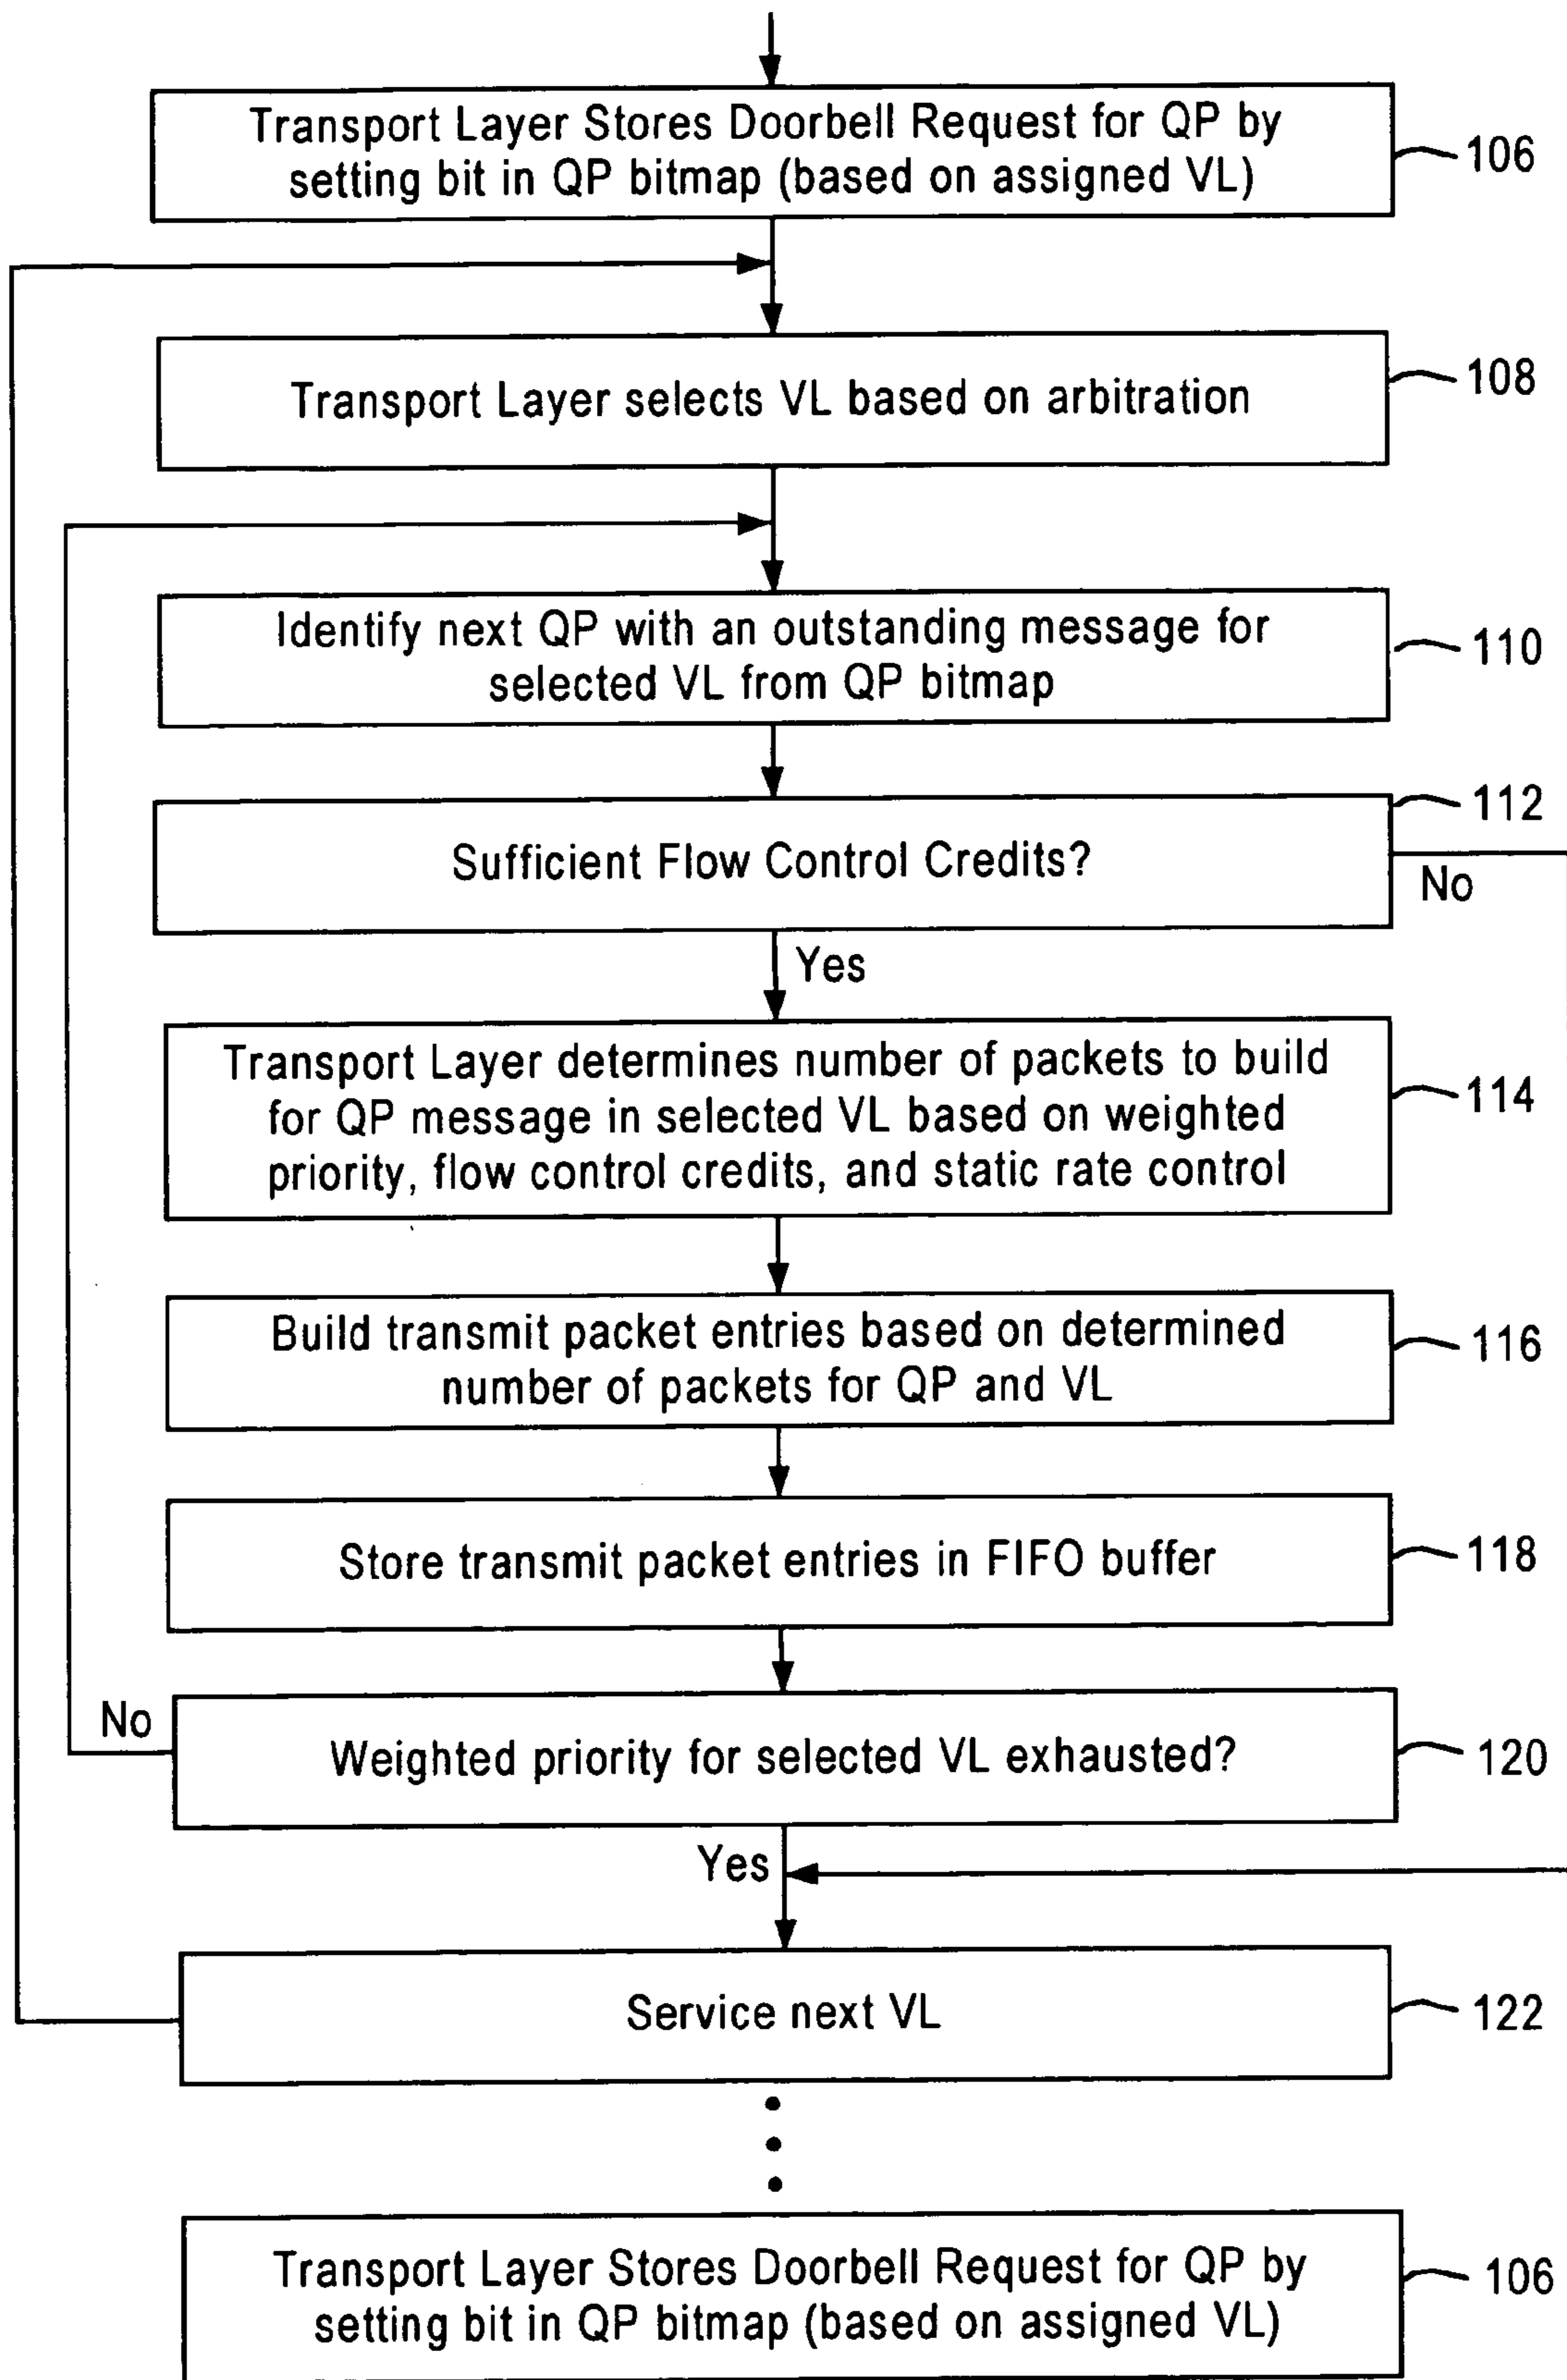 Transport Layer Stores Doorbell Request for QP by
setting bit in QP bitmap (based on assigned VL)
106
Transport Layer selects VL based on arbitration
108
Identify next QP with an outstanding message for
selected VL from QP bitmap
110
Sufficient Flow Control Credits?
112
No
Yes
Transport Layer determines number of packets to build
for QP message in selected VL based on weighted
priority, flow control credits, and static rate control
114
Build transmit packet entries based on determined
number of packets for QP and VL
116
Store transmit packet entries in FIFO buffer
118
No
Weighted priority for selected VL exhausted?
120
Yes
Service next VL
122
Transport Layer Stores Doorbell Request for QP by
setting bit in QP bitmap (based on assigned VL)
106